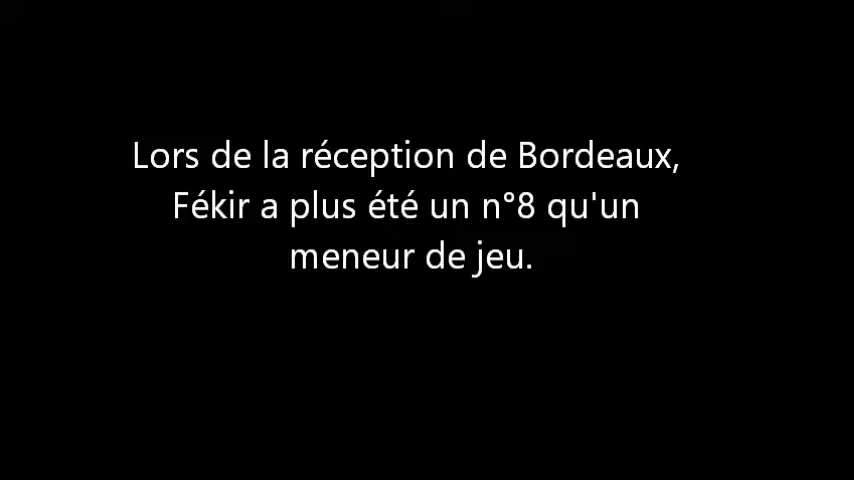 Lors de la réception de Bordeaux,
Fékir a plus été un n°8 qu'un
meneur de jeu.